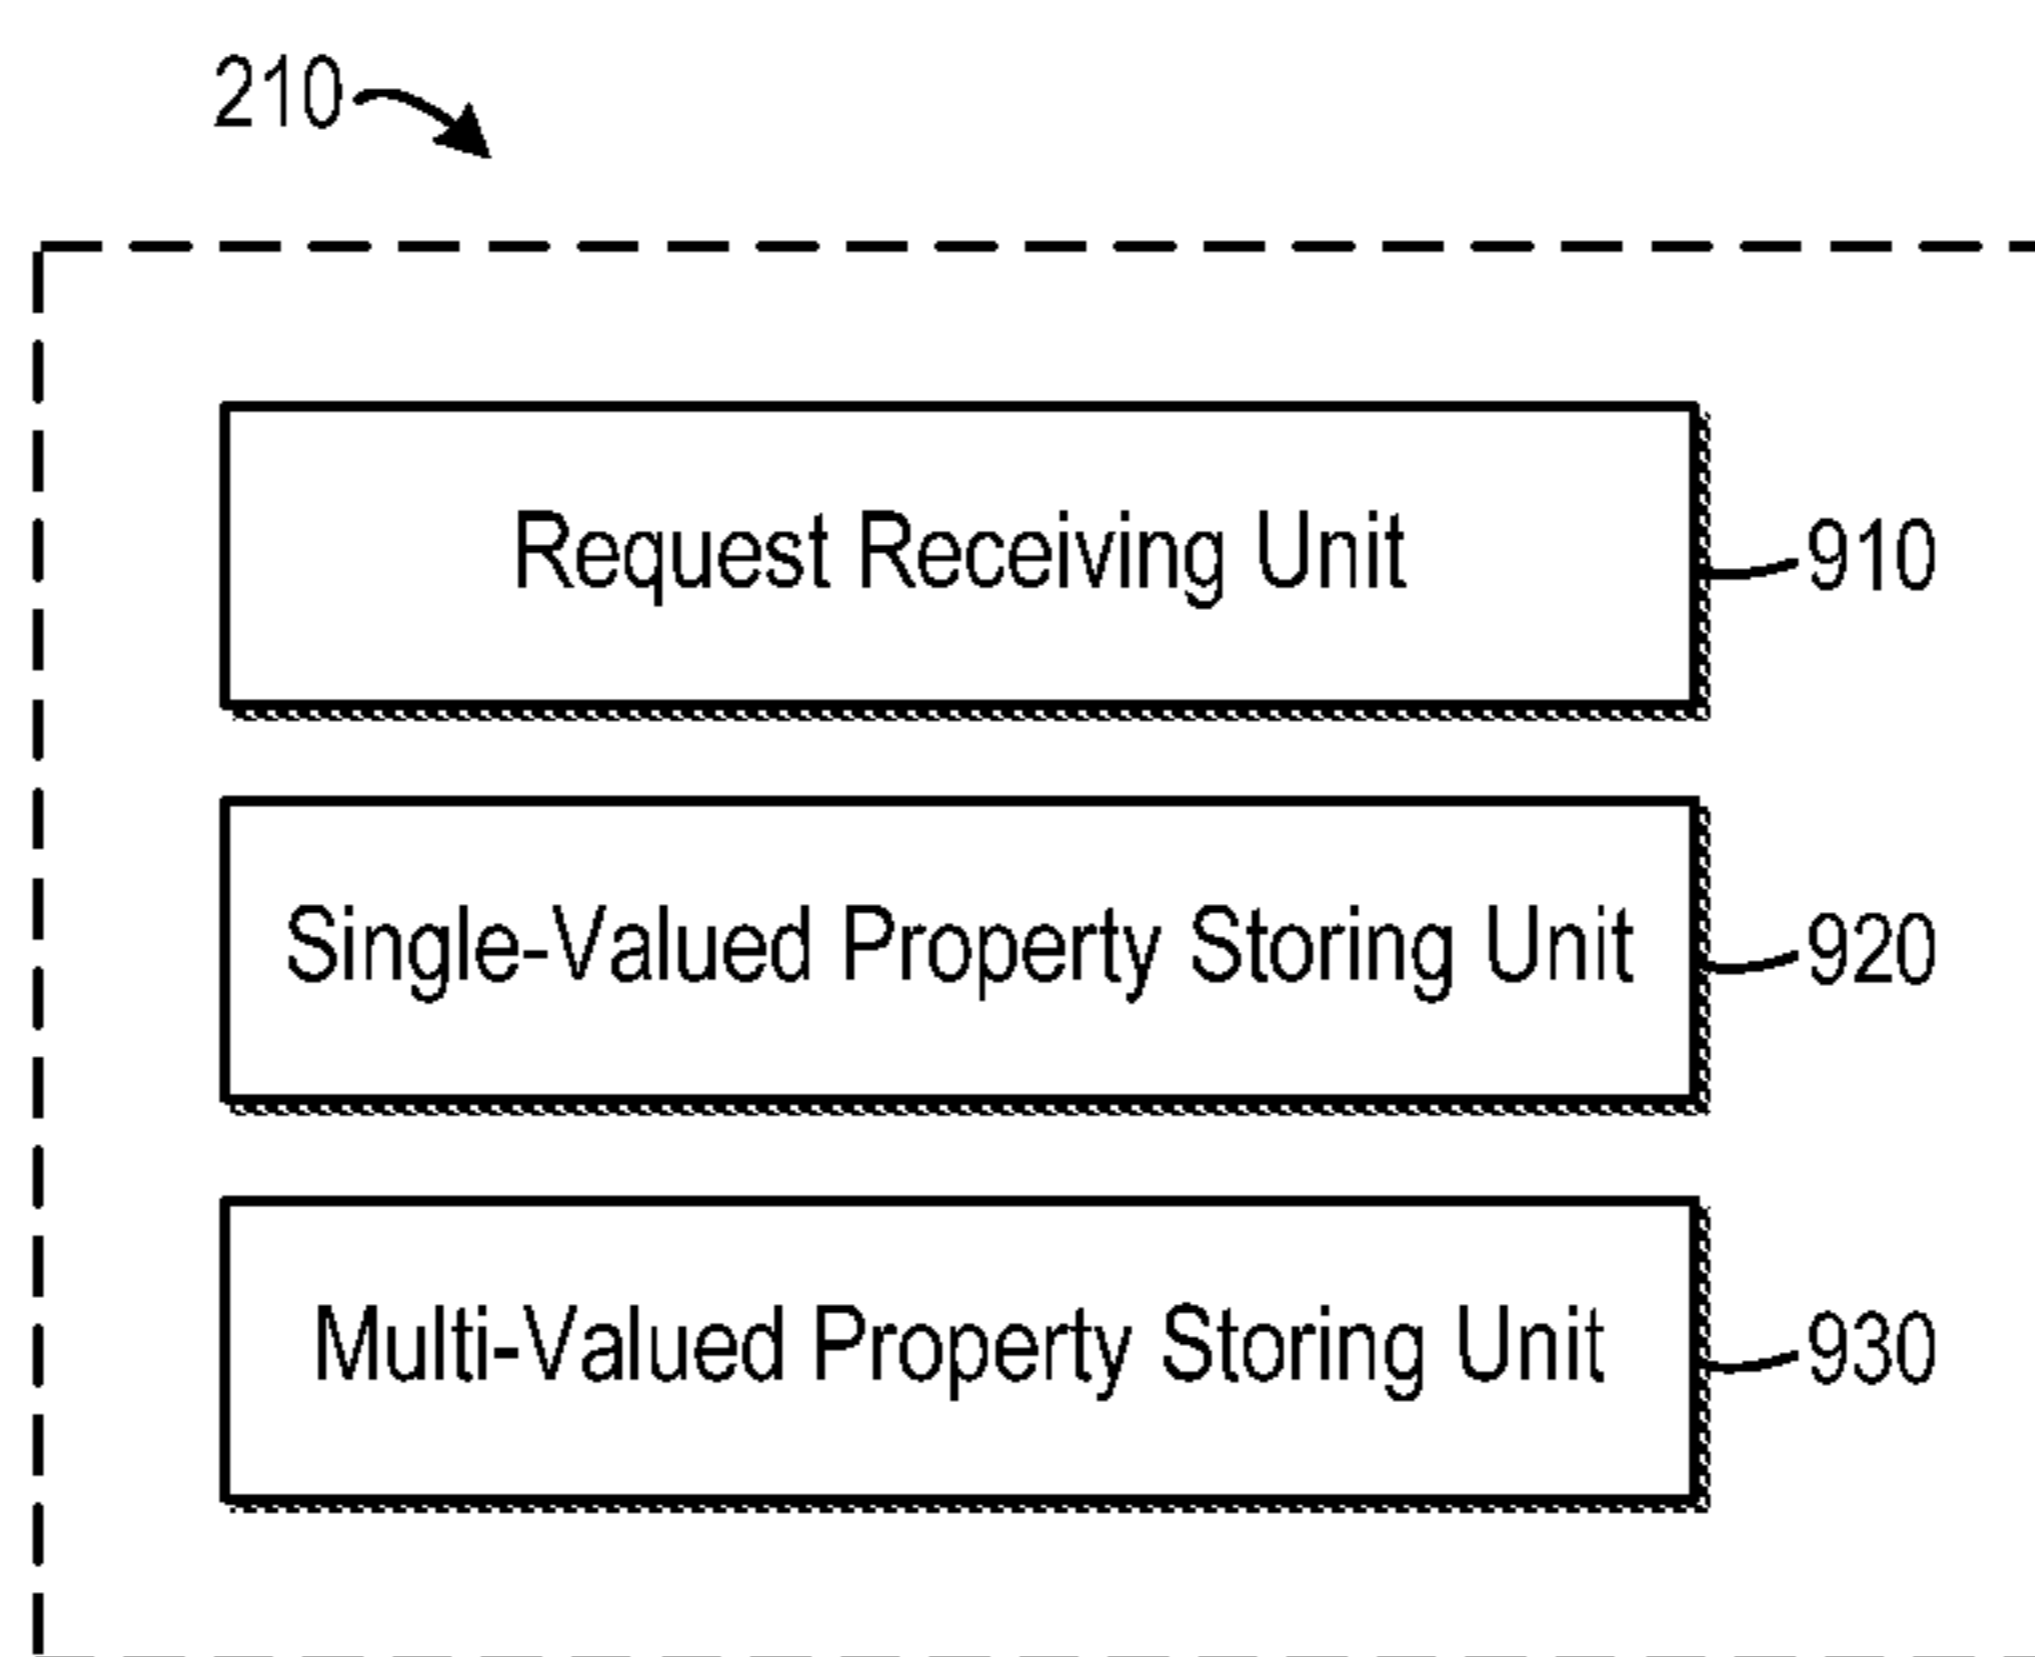 210
Request Receiving Unit
910
Single-Valued Property Storing Unit
920
Multi-Valued Property Storing Unit
930